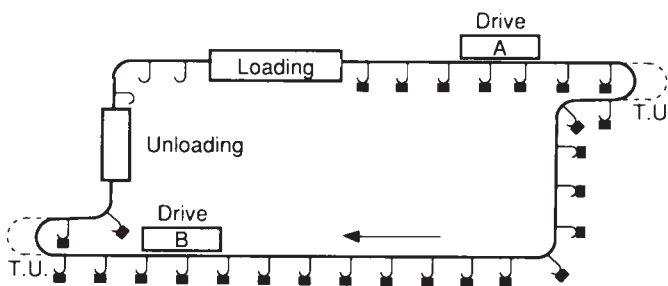 Drive
A
Loading
T.U.
Unloading
Drive
B
T.U.